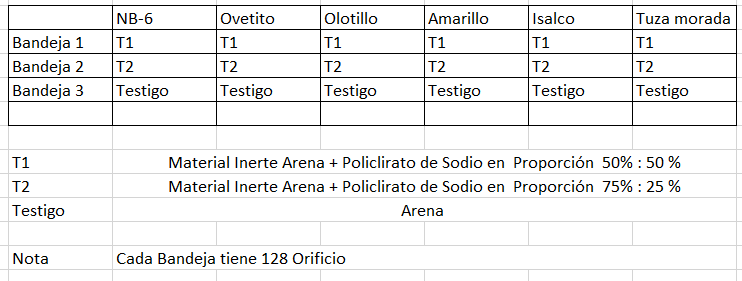 NB-6 Ovetito Olotillo Amarillo Isalco Tuza morada
Bandeja 1 T1 T1 T1 T1 T1 T1
Bandeja 2 T2 T2 T2 T2 T2 T2
Bandeja 3 Testigo Testigo Testigo Testigo Testigo Testigo
T1 Material Inerte Arena + Policlirato de Sodio en Proporción 50% : 50 %
T2 Material Inerte Arena + Policlirato de Sodio en Proporción 75% : 25 %
Testigo Arena
Nota Cada Bandeja tiene 128 Orificio